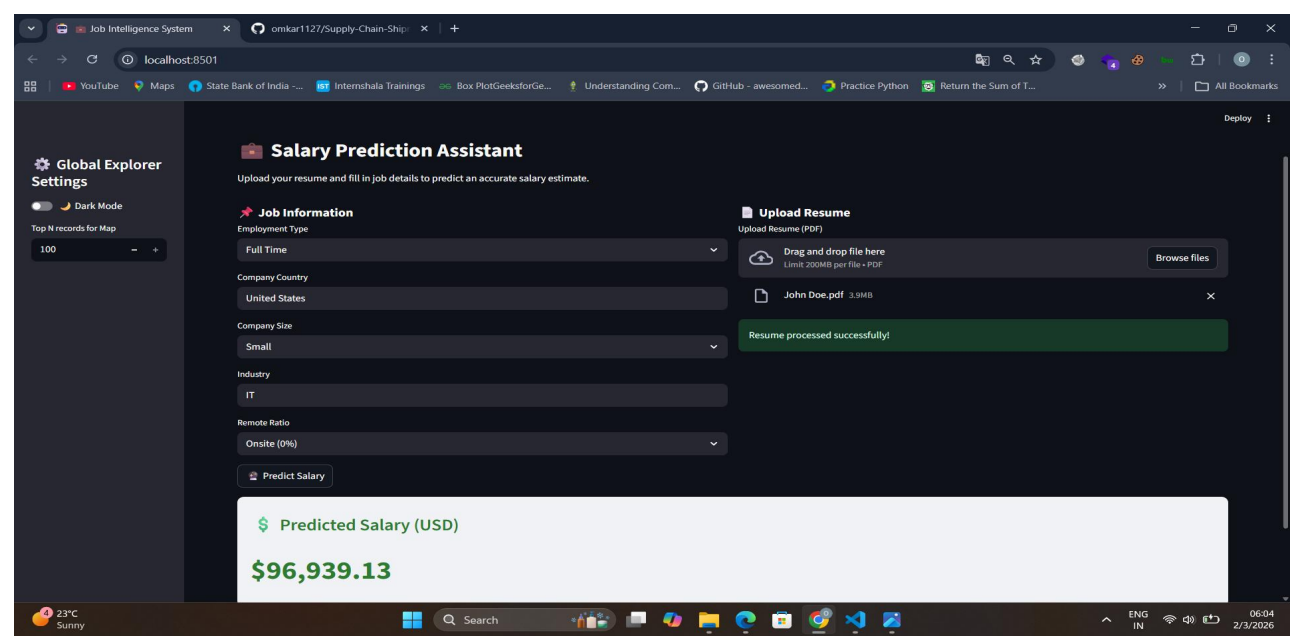 Job Intelligence System
omkar1127/Supply-Chain-Ship
localhost:8501
YouTube
Maps
State Bank of India -...
Internshala Trainings
Box PlotGeeksforGe...
Understanding Com...
GitHub - awesomed...
Practice Python
Return the Sum of T...
All Bookmarks
Deploy
Global Explorer
Settings
Dark Mode
Top N records for Map
100
Salary Prediction Assistant
Upload your resume and fill in job details to predict an accurate salary estimate.
Job Information
Employment Type
Full Time
Company Country
United States
Company Size
Small
Industry
IT
Remote Ratio
Onsite (0%)
Predict Salary
Upload Resume
Upload Resume (PDF)
Drag and drop file here
Limit 200MB per file • PDF
Browse files
John Doe.pdf 3.9MB
Resume processed successfully!
$ Predicted Salary (USD)
$96,939.13
4
23°C
Sunny
Search
ENG
IN
06:04
2/3/2026